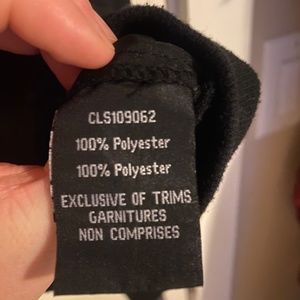 CLS109062
100% Polyester
100% Polyester
EXCLUSIVE OF TRIMS
GARNITURES
NON COMPRISES